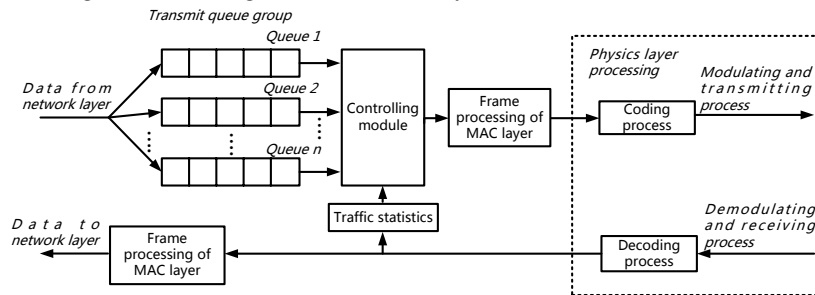 Transmit queue group
Queue 1
Data from
network layer
Queue 2
Queue n
Controlling
module
Frame
processing of
MAC layer
Physics layer
processing
Coding
process
Modulating and
transmitting
process
Traffic statistics
Data to
network layer
Frame
processing of
MAC layer
Decoding
process
Demodulating
and receiving
process